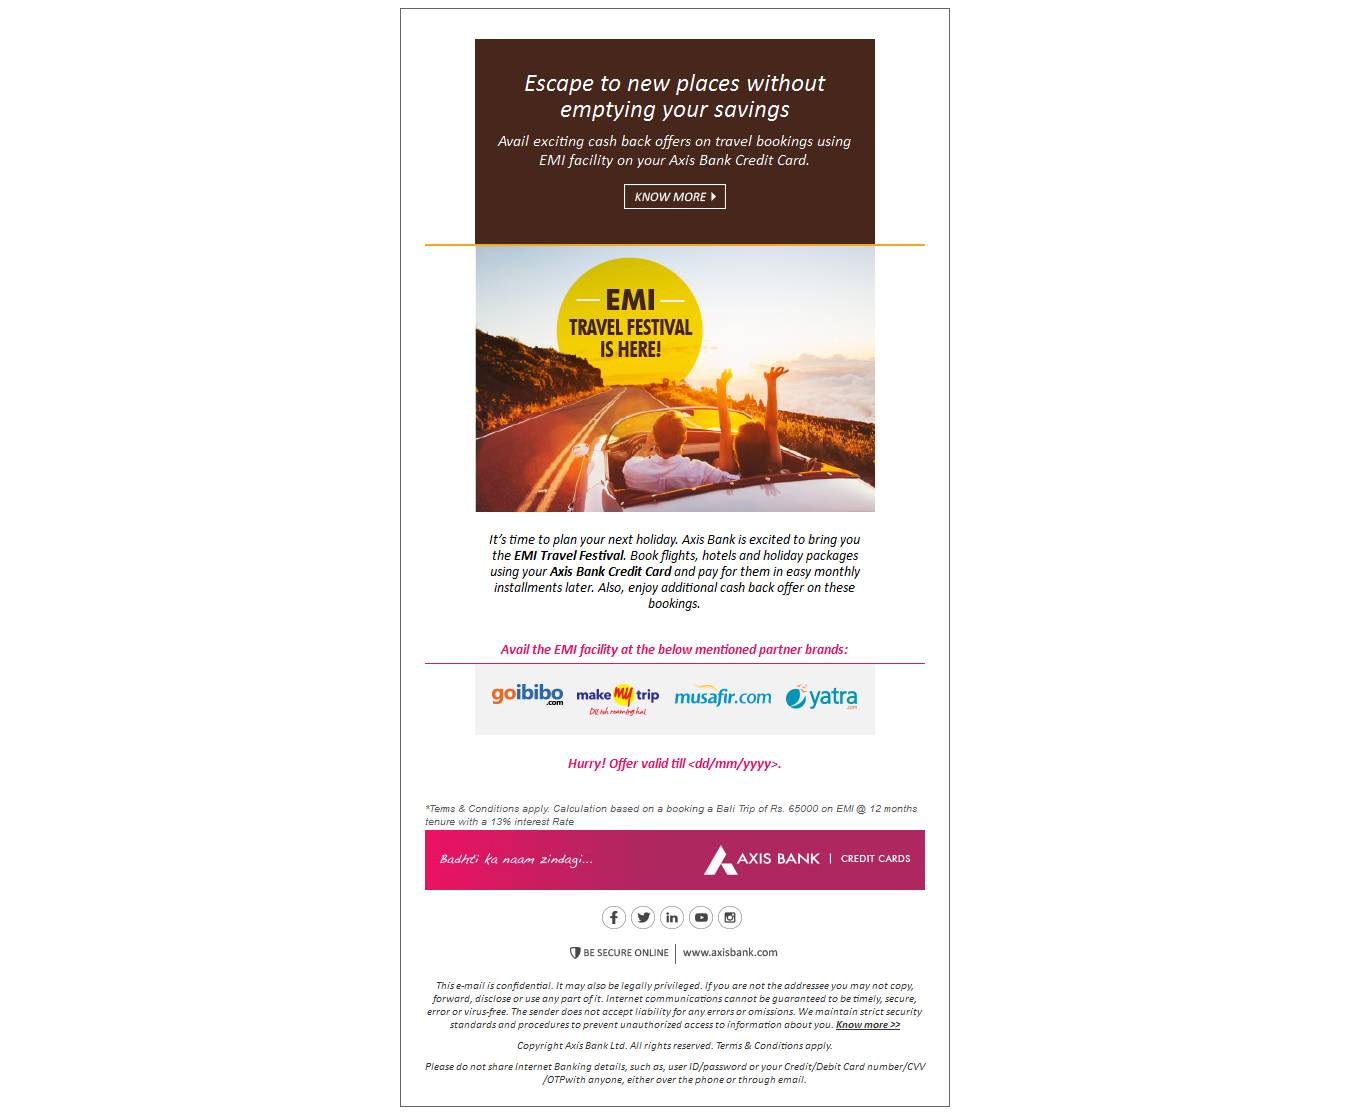 Escape to new places without
emptying your savings
Avail exciting cash back offers on travel bookings using
EMI facility on your Axis Bank Credit Card.
KNOW MORE
EMI
TRAVEL FESTIVAL
IS HERE!
It's time to plan your next holiday. Axis Bank is excited to bring you
the EMI Travel Festival. Book flights, hotels and holiday packages
using your Axis Bank Credit Card and pay for them in easy monthly
installments later. Also, enjoy additional cash back offer on these
bookings.
Avail the EMI facility at the below mentioned partner brands:
goibibo.com make my trip musafir.com yatra.com
Dil toh roaming hai
Hurry! Offer valid till <dd/mm/yyyy>.
*Terms & Conditions apply. Calculation based on a booking a Bali Trip of Rs. 65000 on EMI @ 12 months
tenure with a 13% interest Rate
Badhti ka naam zindagi... AXIS BANK | CREDIT CARDS
BE SECURE ONLINE | www.axisbank.com
This e-mail is confidential. It may also be legally privileged. If you are not the addressee you may not copy,
forward, disclose or use any part of it. Internet communications cannot be guaranteed to be timely, secure,
error or virus-free. The sender does not accept liability for any errors or omissions. We maintain strict security
standards and procedures to prevent unauthorized access to information about you. Know more >>
Copyright Axis Bank Ltd. All rights reserved. Terms & Conditions apply.
Please do not share Internet Banking details, such as, user ID/password or your Credit/Debit Card number/CVV
/OTPwith anyone, either over the phone or through email.